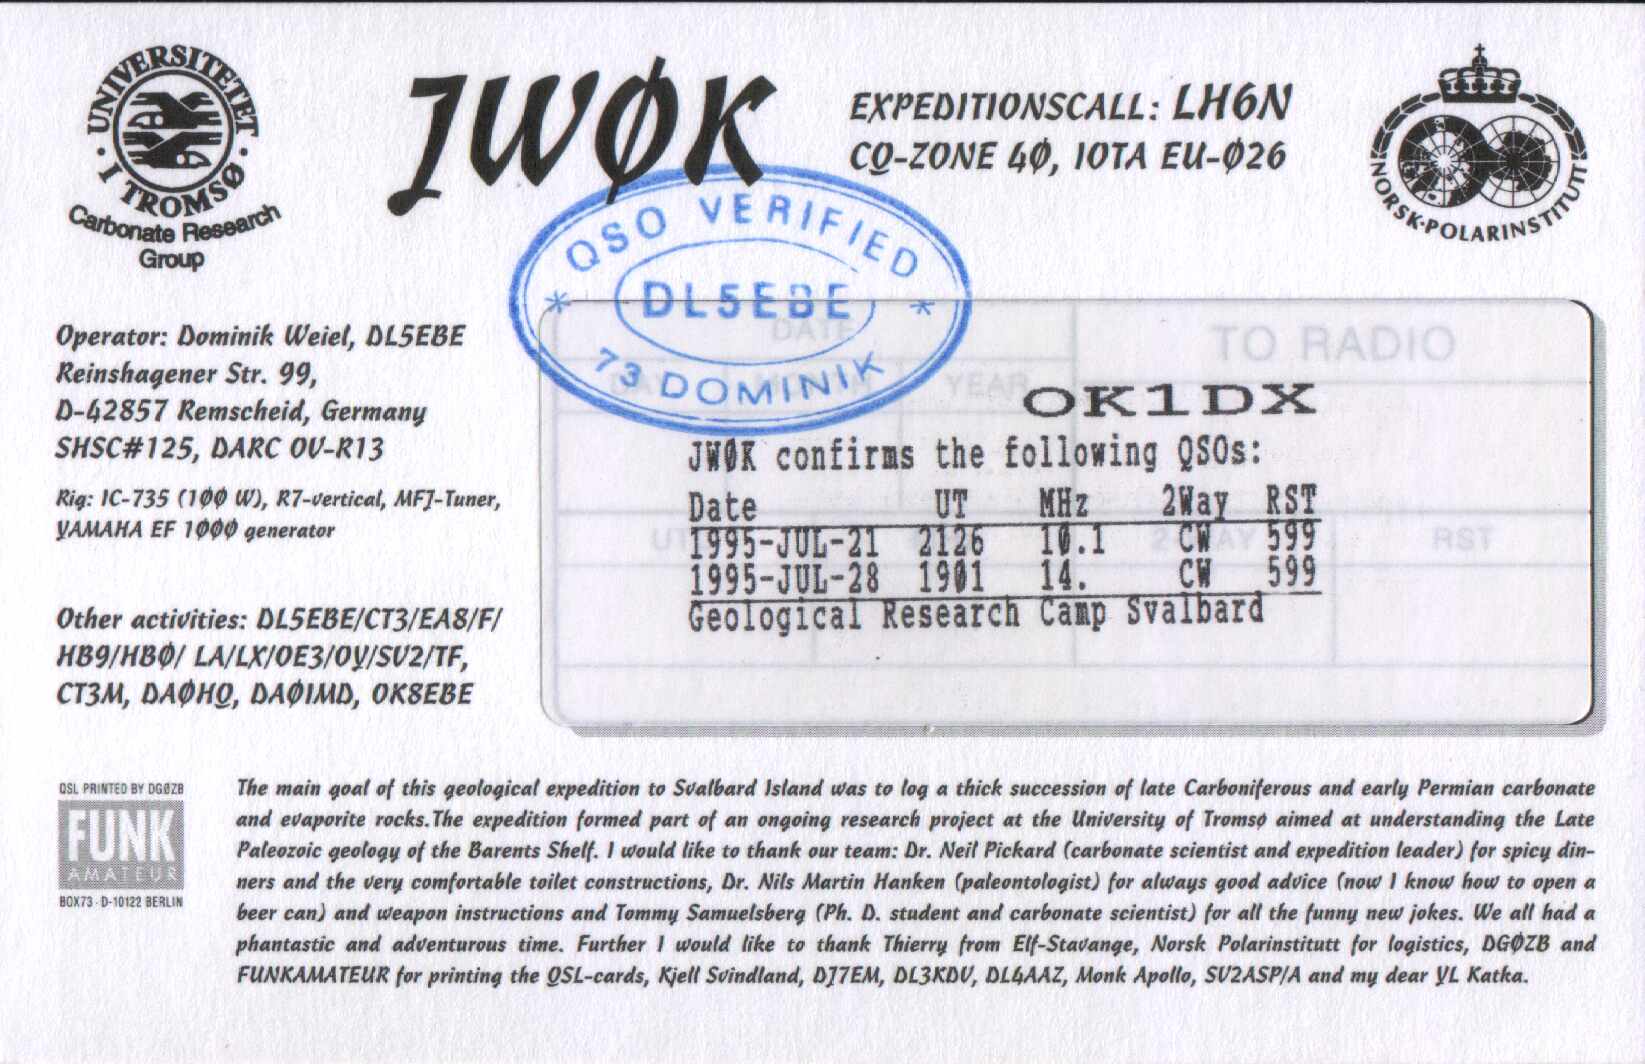 UNIVERSITETET
I TROMSØ
Carbonate Research
Group
JWØK
EXPEDITIONSCALL: LH6N
CQ-ZONE 4Ø, IOTA EU-Ø26
NORSK·POLARINSTITUTT
QSO VERIFIED
* DL5EBE *
73 DOMINIK
Operator: Dominik Weiel, DL5EBE
Reinshagener Str. 99,
D-42857 Remscheid, Germany
SHSC#125, DARC OV-R13
Rig: IC-735 (1ØØ W), R7-vertical, MFJ-Tuner,
YAMAHA EF 1ØØØ generator
Other activities: DL5EBE/CT3/EA8/F/
HB9/HBØ/ LA/LX/OE3/OY/SV2/TF,
CT3M, DAØHQ, DAØIMD, OK8EBE
DATE
TO RADIO
DAY MONTH YEAR
OK1DX
JWØK confirms the following QSOs:
Date UT MHz 2Way RST
UT 2-WAY RST
1995-JUL-21 2126 1Ø.1 CW 599
1995-JUL-28 19Ø1 14. CW 599
Geological Research Camp Svalbard
QSL PRINTED BY DGØZB
FUNK
AMATEUR
BOX73 · D-10122 BERLIN
The main goal of this geological expedition to Svalbard Island was to log a thick succession of late Carboniferous and early Permian carbonate
and evaporite rocks.The expedition formed part of an ongoing research project at the University of Tromsø aimed at understanding the Late
Paleozoic geology of the Barents Shelf. I would like to thank our team: Dr. Neil Pickard (carbonate scientist and expedition leader) for spicy din-
ners and the very comfortable toilet constructions, Dr. Nils Martin Hanken (paleontologist) for always good advice (now I know how to open a
beer can) and weapon instructions and Tommy Samuelsberg (Ph. D. student and carbonate scientist) for all the funny new jokes. We all had a
phantastic and adventurous time. Further I would like to thank Thierry from Elf-Stavange, Norsk Polarinstitutt for logistics, DGØZB and
FUNKAMATEUR for printing the QSL-cards, Kjell Svindland, DJ7EM, DL3KDV, DL4AAZ, Monk Apollo, SV2ASP/A and my dear YL Katka.